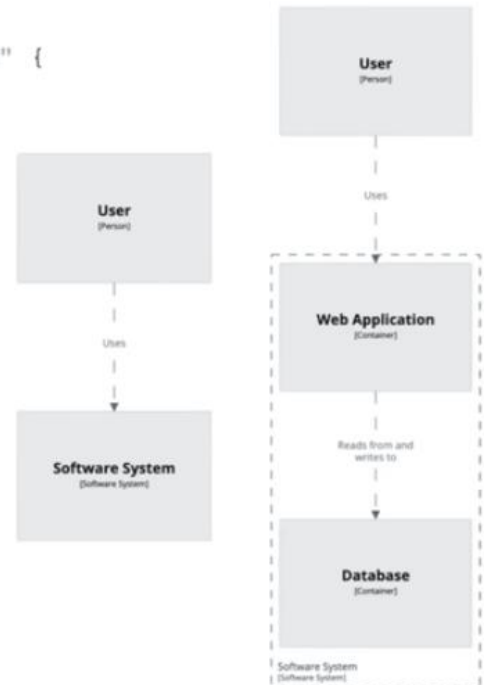 " {
User
[Person]
Uses
Software System
[Software System]
User
[Person]
Uses
Web Application
[Container]
Reads from and
writes to
Database
[Container]
Software System
[Software System]